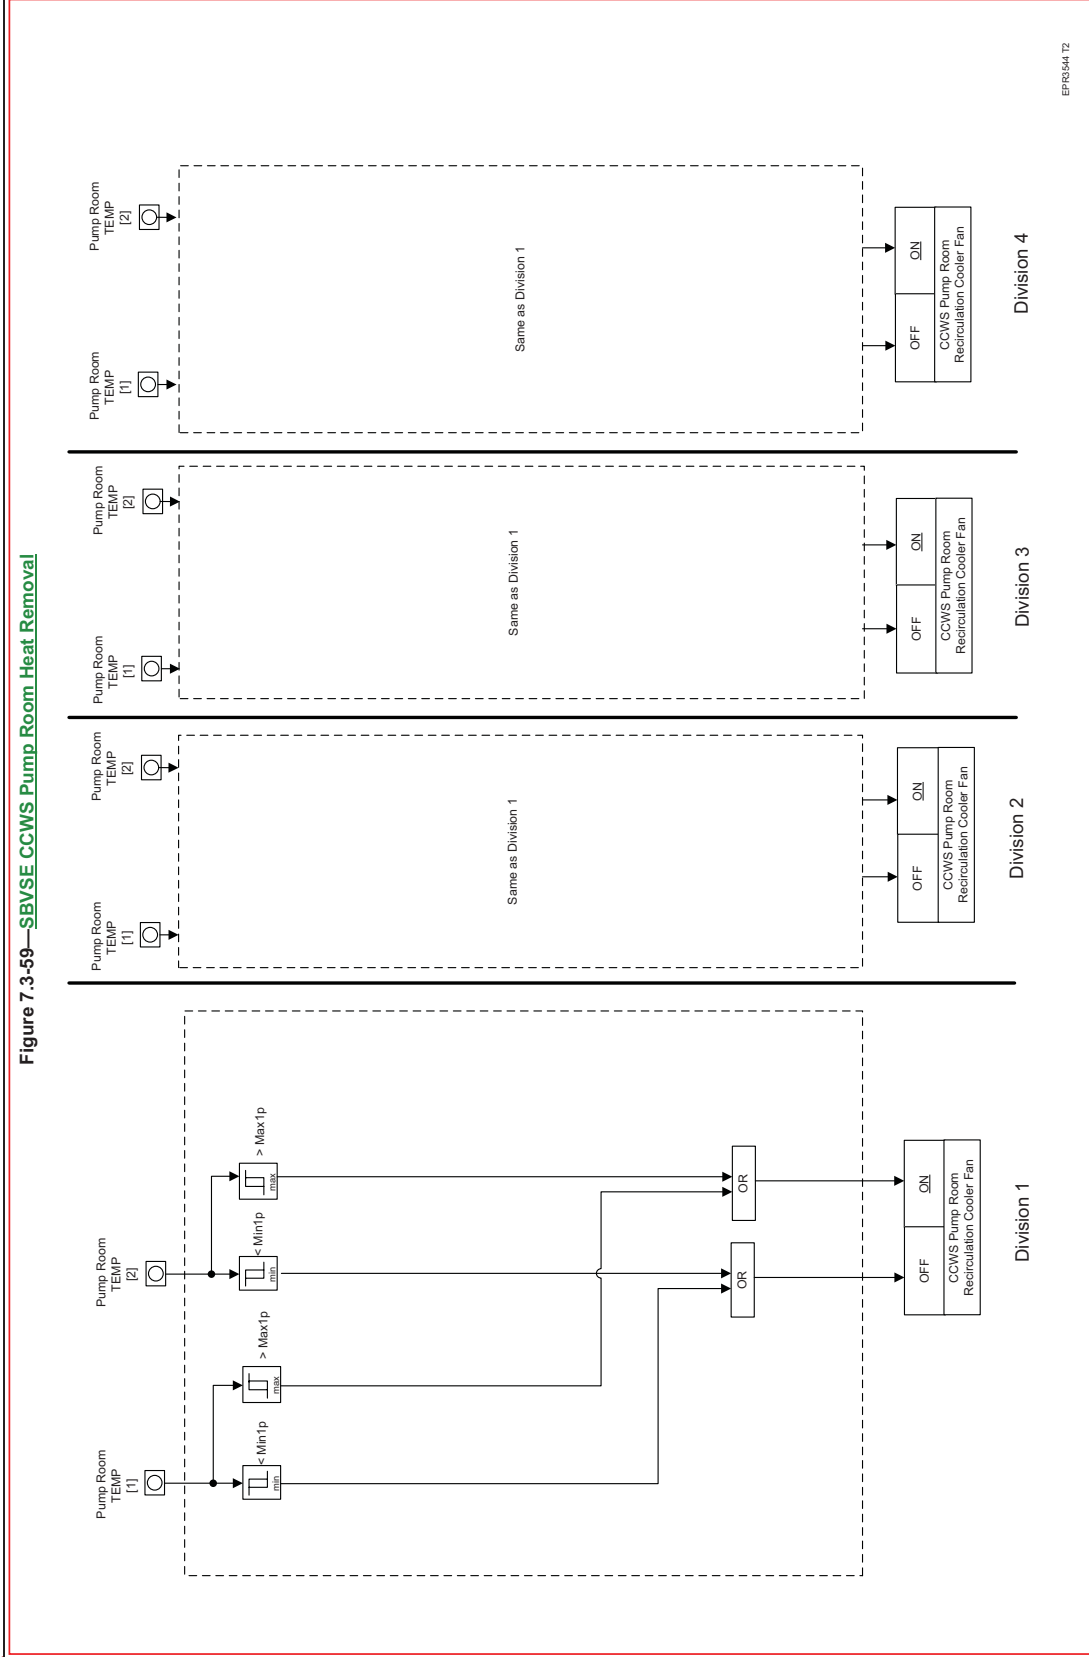 Figure 7.3-59—SBVSE CCWS Pump Room Heat Removal
Pump Room
TEMP
[1]
Pump Room
TEMP
[2]
< Min1p
min
> Max1p
max
< Min1p
min
> Max1p
max
OR
OR
OFF
ON
CCWS Pump Room
Recirculation Cooler Fan
Division 1
Pump Room
TEMP
[1]
Pump Room
TEMP
[2]
Same as Division 1
OFF
ON
CCWS Pump Room
Recirculation Cooler Fan
Division 2
Pump Room
TEMP
[1]
Pump Room
TEMP
[2]
Same as Division 1
OFF
ON
CCWS Pump Room
Recirculation Cooler Fan
Division 3
Pump Room
TEMP
[1]
Pump Room
TEMP
[2]
Same as Division 1
OFF
ON
CCWS Pump Room
Recirculation Cooler Fan
Division 4
EPR3544 T2